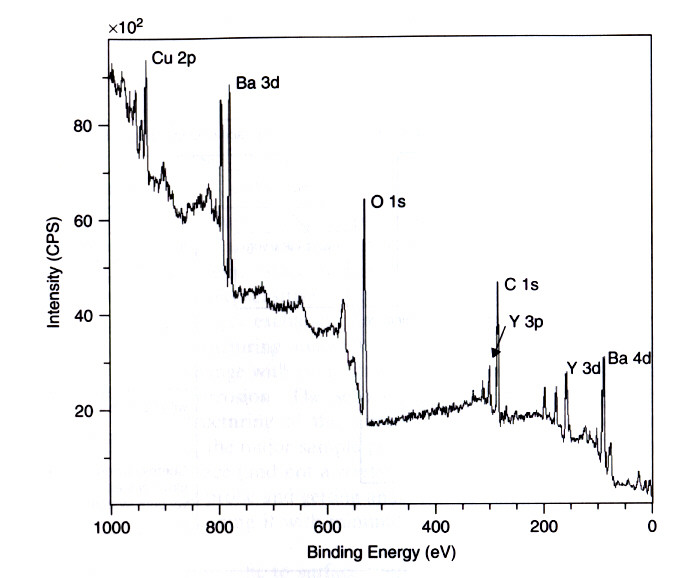 ×10²
Cu 2p
Ba 3d
80
O 1s
60
Intensity (CPS)
C 1s
40
Y 3p
Y 3d
Ba 4d
20
1000
800
600
400
200
0
Binding Energy (eV)